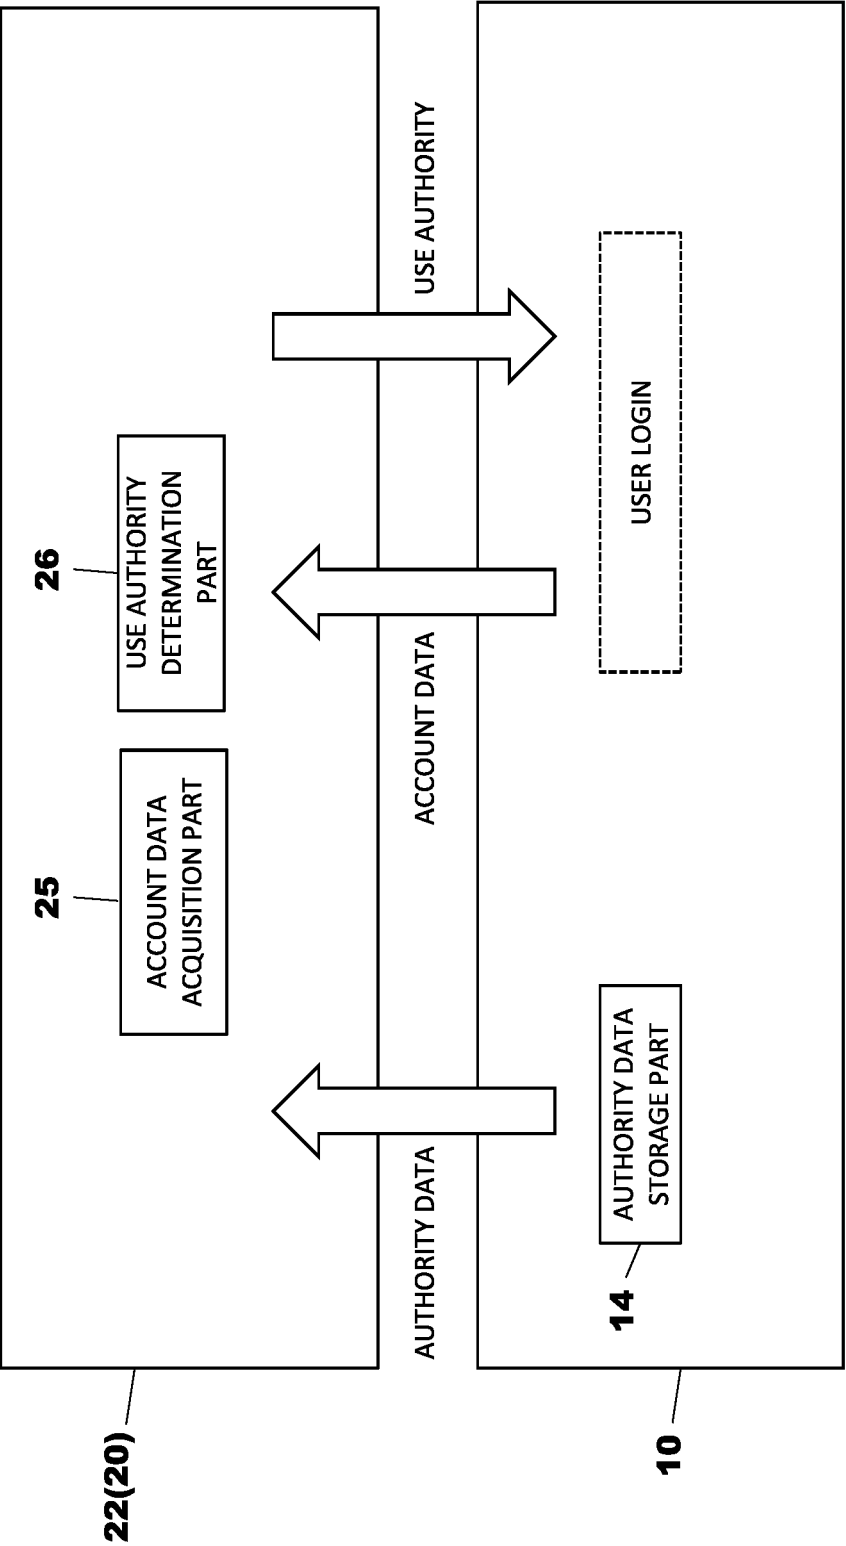 22(20)
25
26
ACCOUNT DATA
ACQUISITION PART
USE AUTHORITY
DETERMINATION
PART
AUTHORITY DATA
ACCOUNT DATA
USE AUTHORITY
14
AUTHORITY DATA
STORAGE PART
USER LOGIN
10